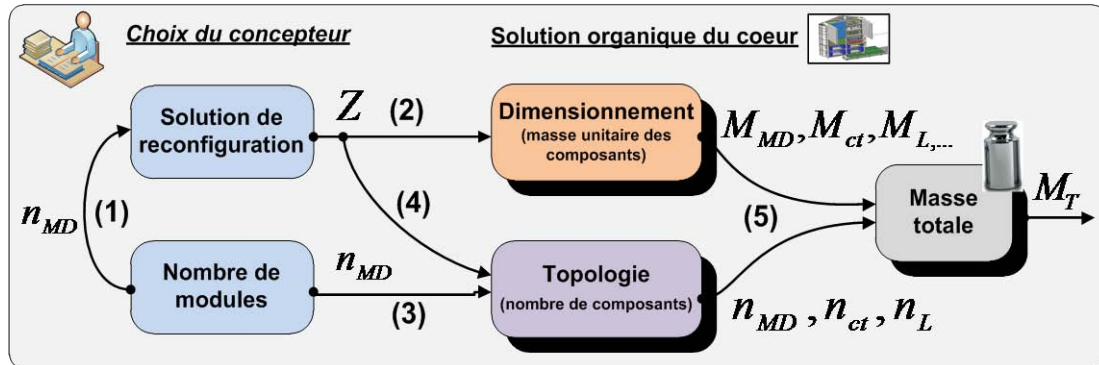 Choix du concepteur
Solution organique du coeur
Solution de
reconfiguration
Z
(2)
Dimensionnement
(masse unitaire des
composants)
M_MD, M_ct, M_L,...
n_MD
(1)
(4)
(5)
Masse
totale
M_T
Nombre de
modules
n_MD
(3)
Topologie
(nombre de composants)
n_MD , n_ct , n_L